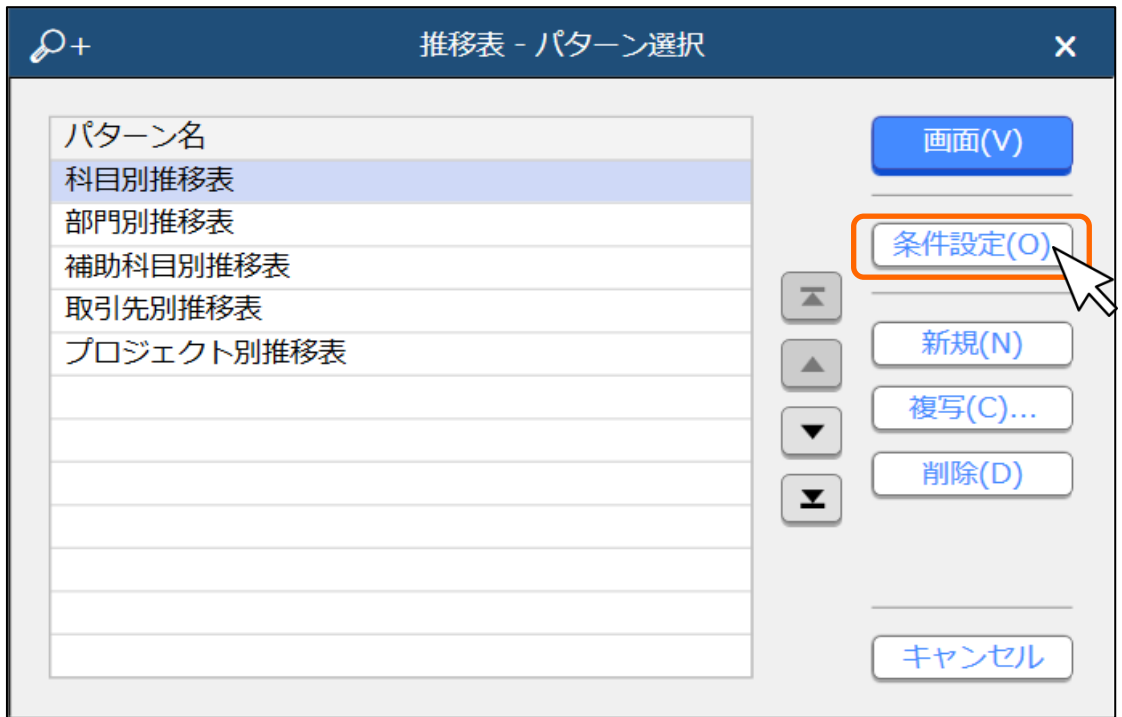 推移表 - パターン選択
パターン名
科目別推移表
部門別推移表
補助科目別推移表
取引先別推移表
プロジェクト別推移表
画面(V)
条件設定(O)
新規(N)
複写(C)...
削除(D)
キャンセル